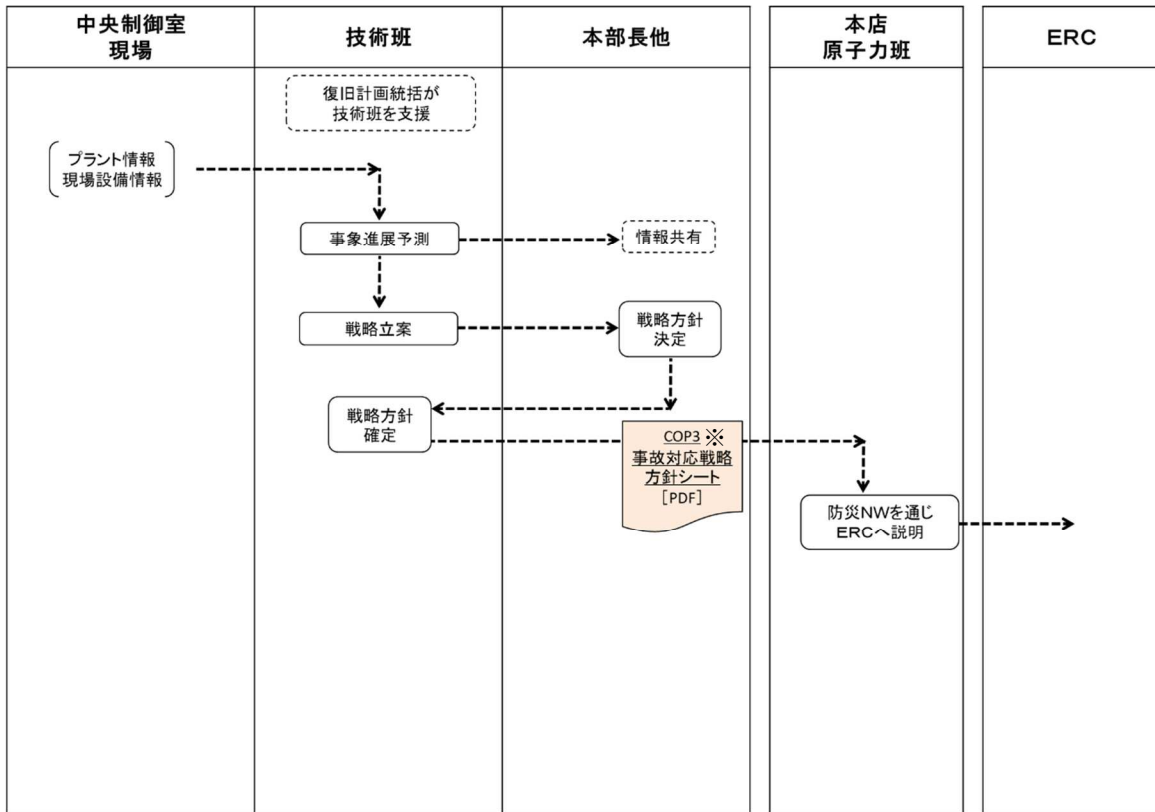 中央制御室
現場
技術班
本部長他
本店
原子力班
ERC
復旧計画統括が
技術班を支援
プラント情報
現場設備情報
事象進展予測
情報共有
戦略立案
戦略方針
決定
戦略方針
確定
COP3 ※
事故対応戦略
方針シート
[PDF]
防災NWを通じ
ERCへ説明